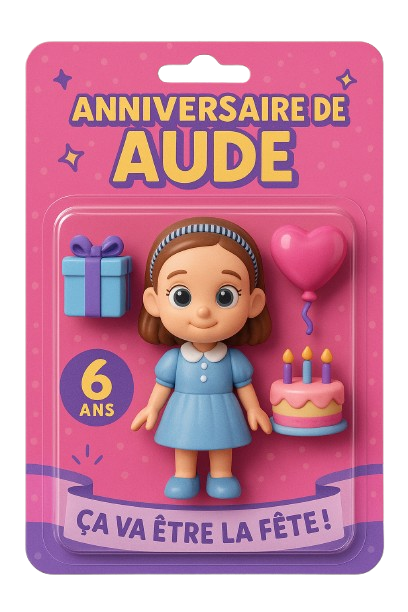 ANNIVERSAIRE DE
AUDE
6
ANS
ÇA VA ÊTRE LA FÊTE !